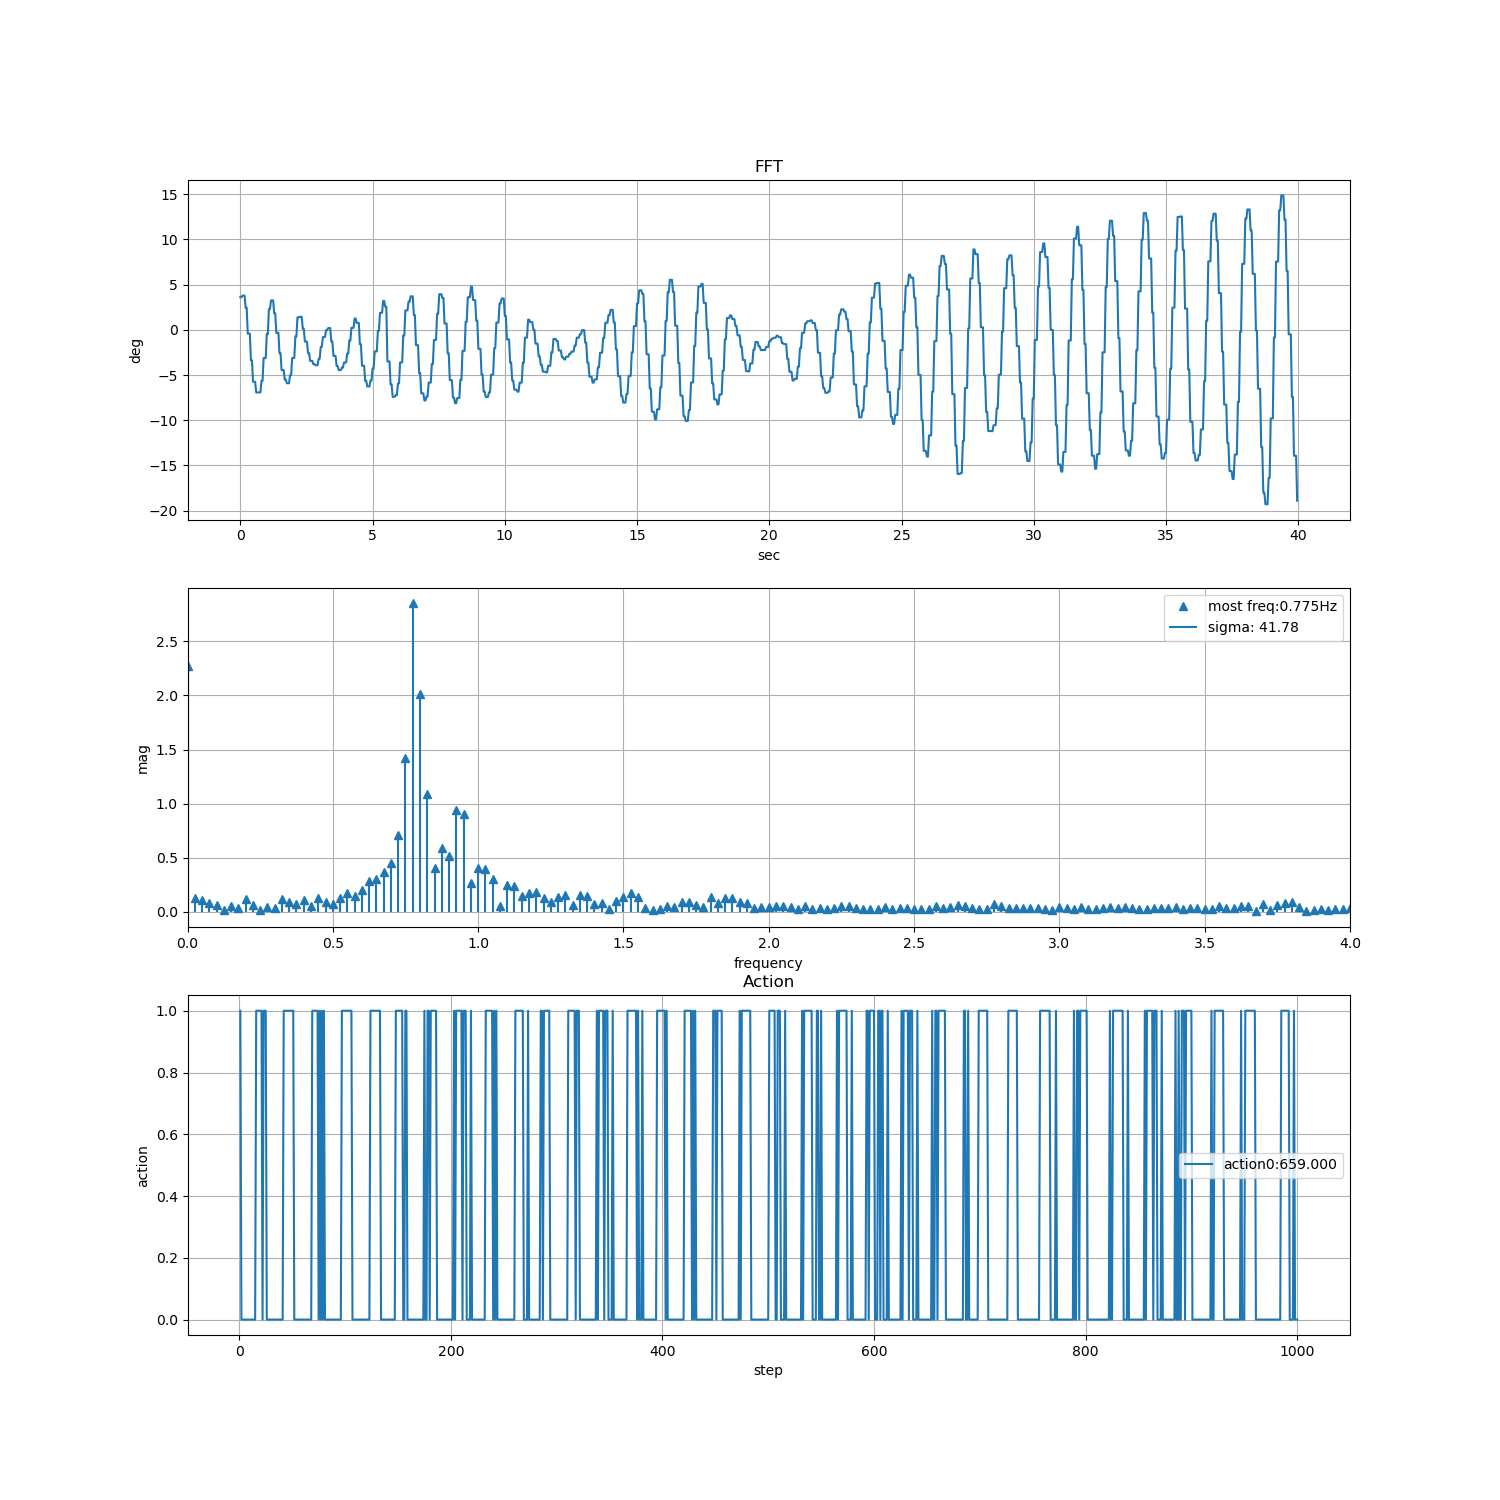 FFT
15
10
5
0
−5
−10
−15
−20
deg
0 5 10 15 20 25 30 35 40
sec
most freq:0.775Hz
sigma: 41.78
2.5
2.0
1.5
1.0
0.5
0.0
mag
0.0 0.5 1.0 1.5 2.0 2.5 3.0 3.5 4.0
frequency
Action
1.0
0.8
0.6
0.4
0.2
0.0
action
action0:659.000
0 200 400 600 800 1000
step